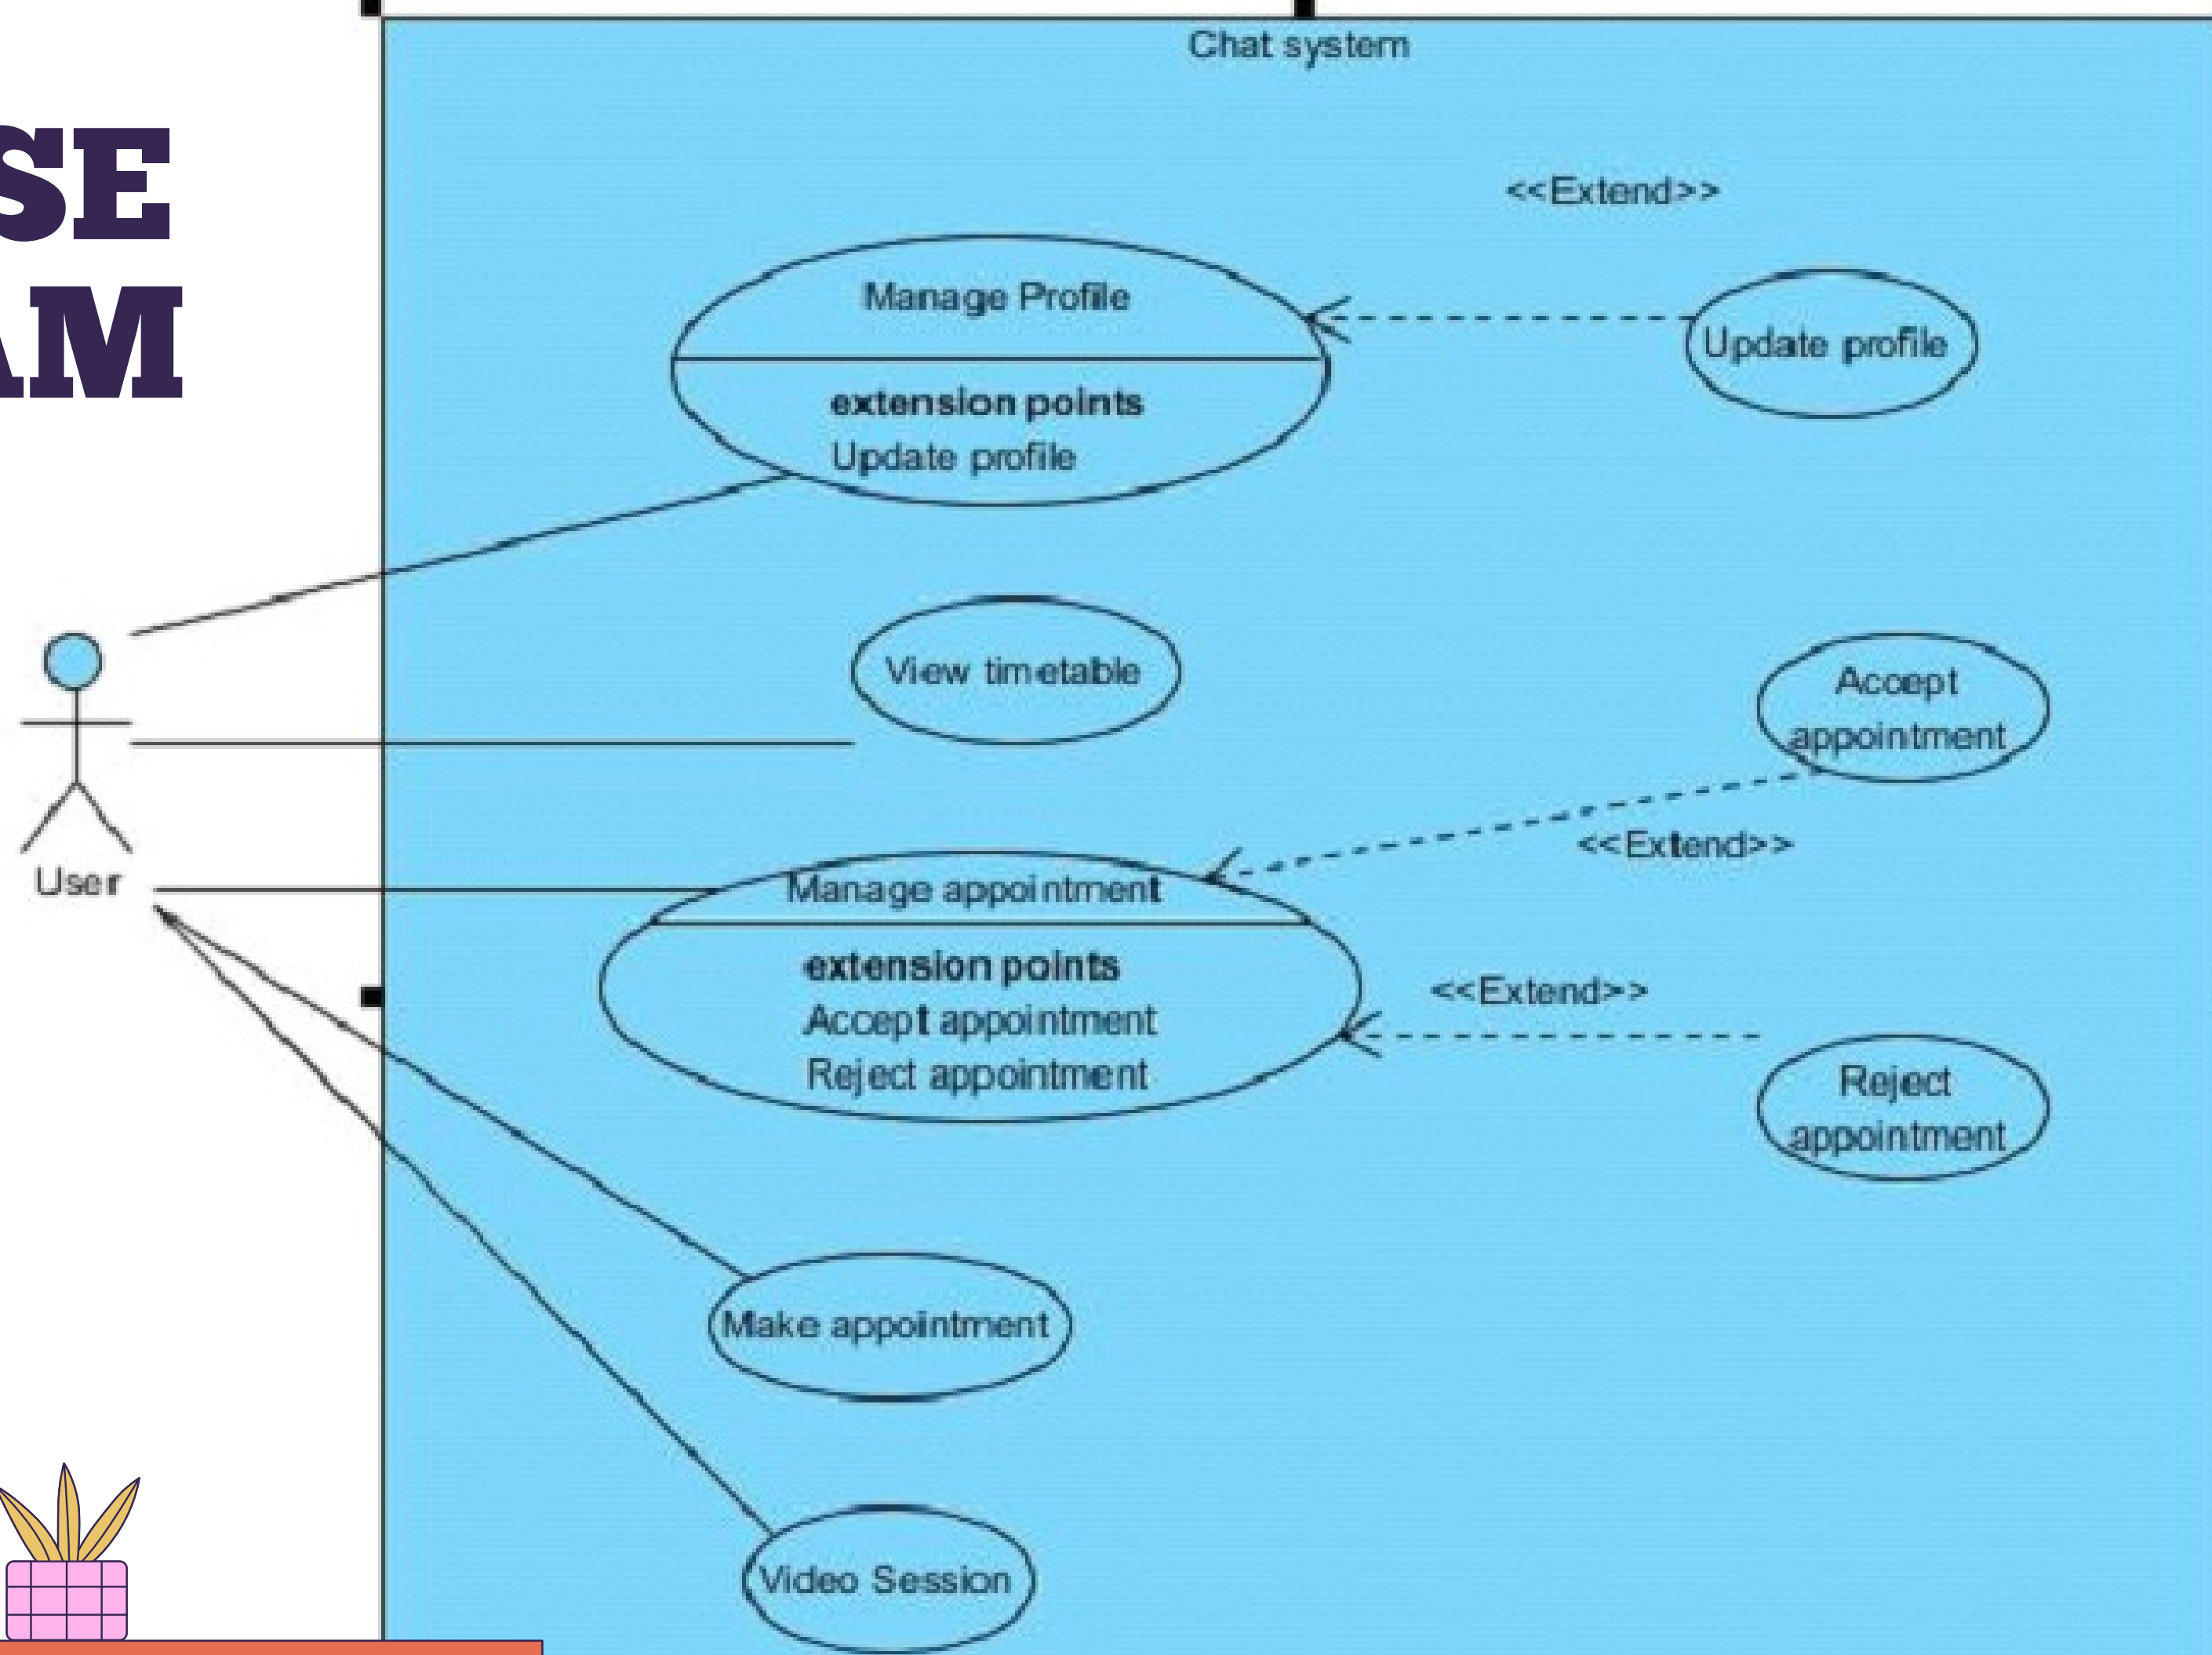 SE
AM
Chat system
<<Extend>>
Manage Profile
extension points
Update profile
Update profile
View timetable
Accept
appointment
<<Extend>>
User
Manage appointment
extension points
Accept appointment
Reject appointment
<<Extend>>
Reject
appointment
Make appointment
Video Session